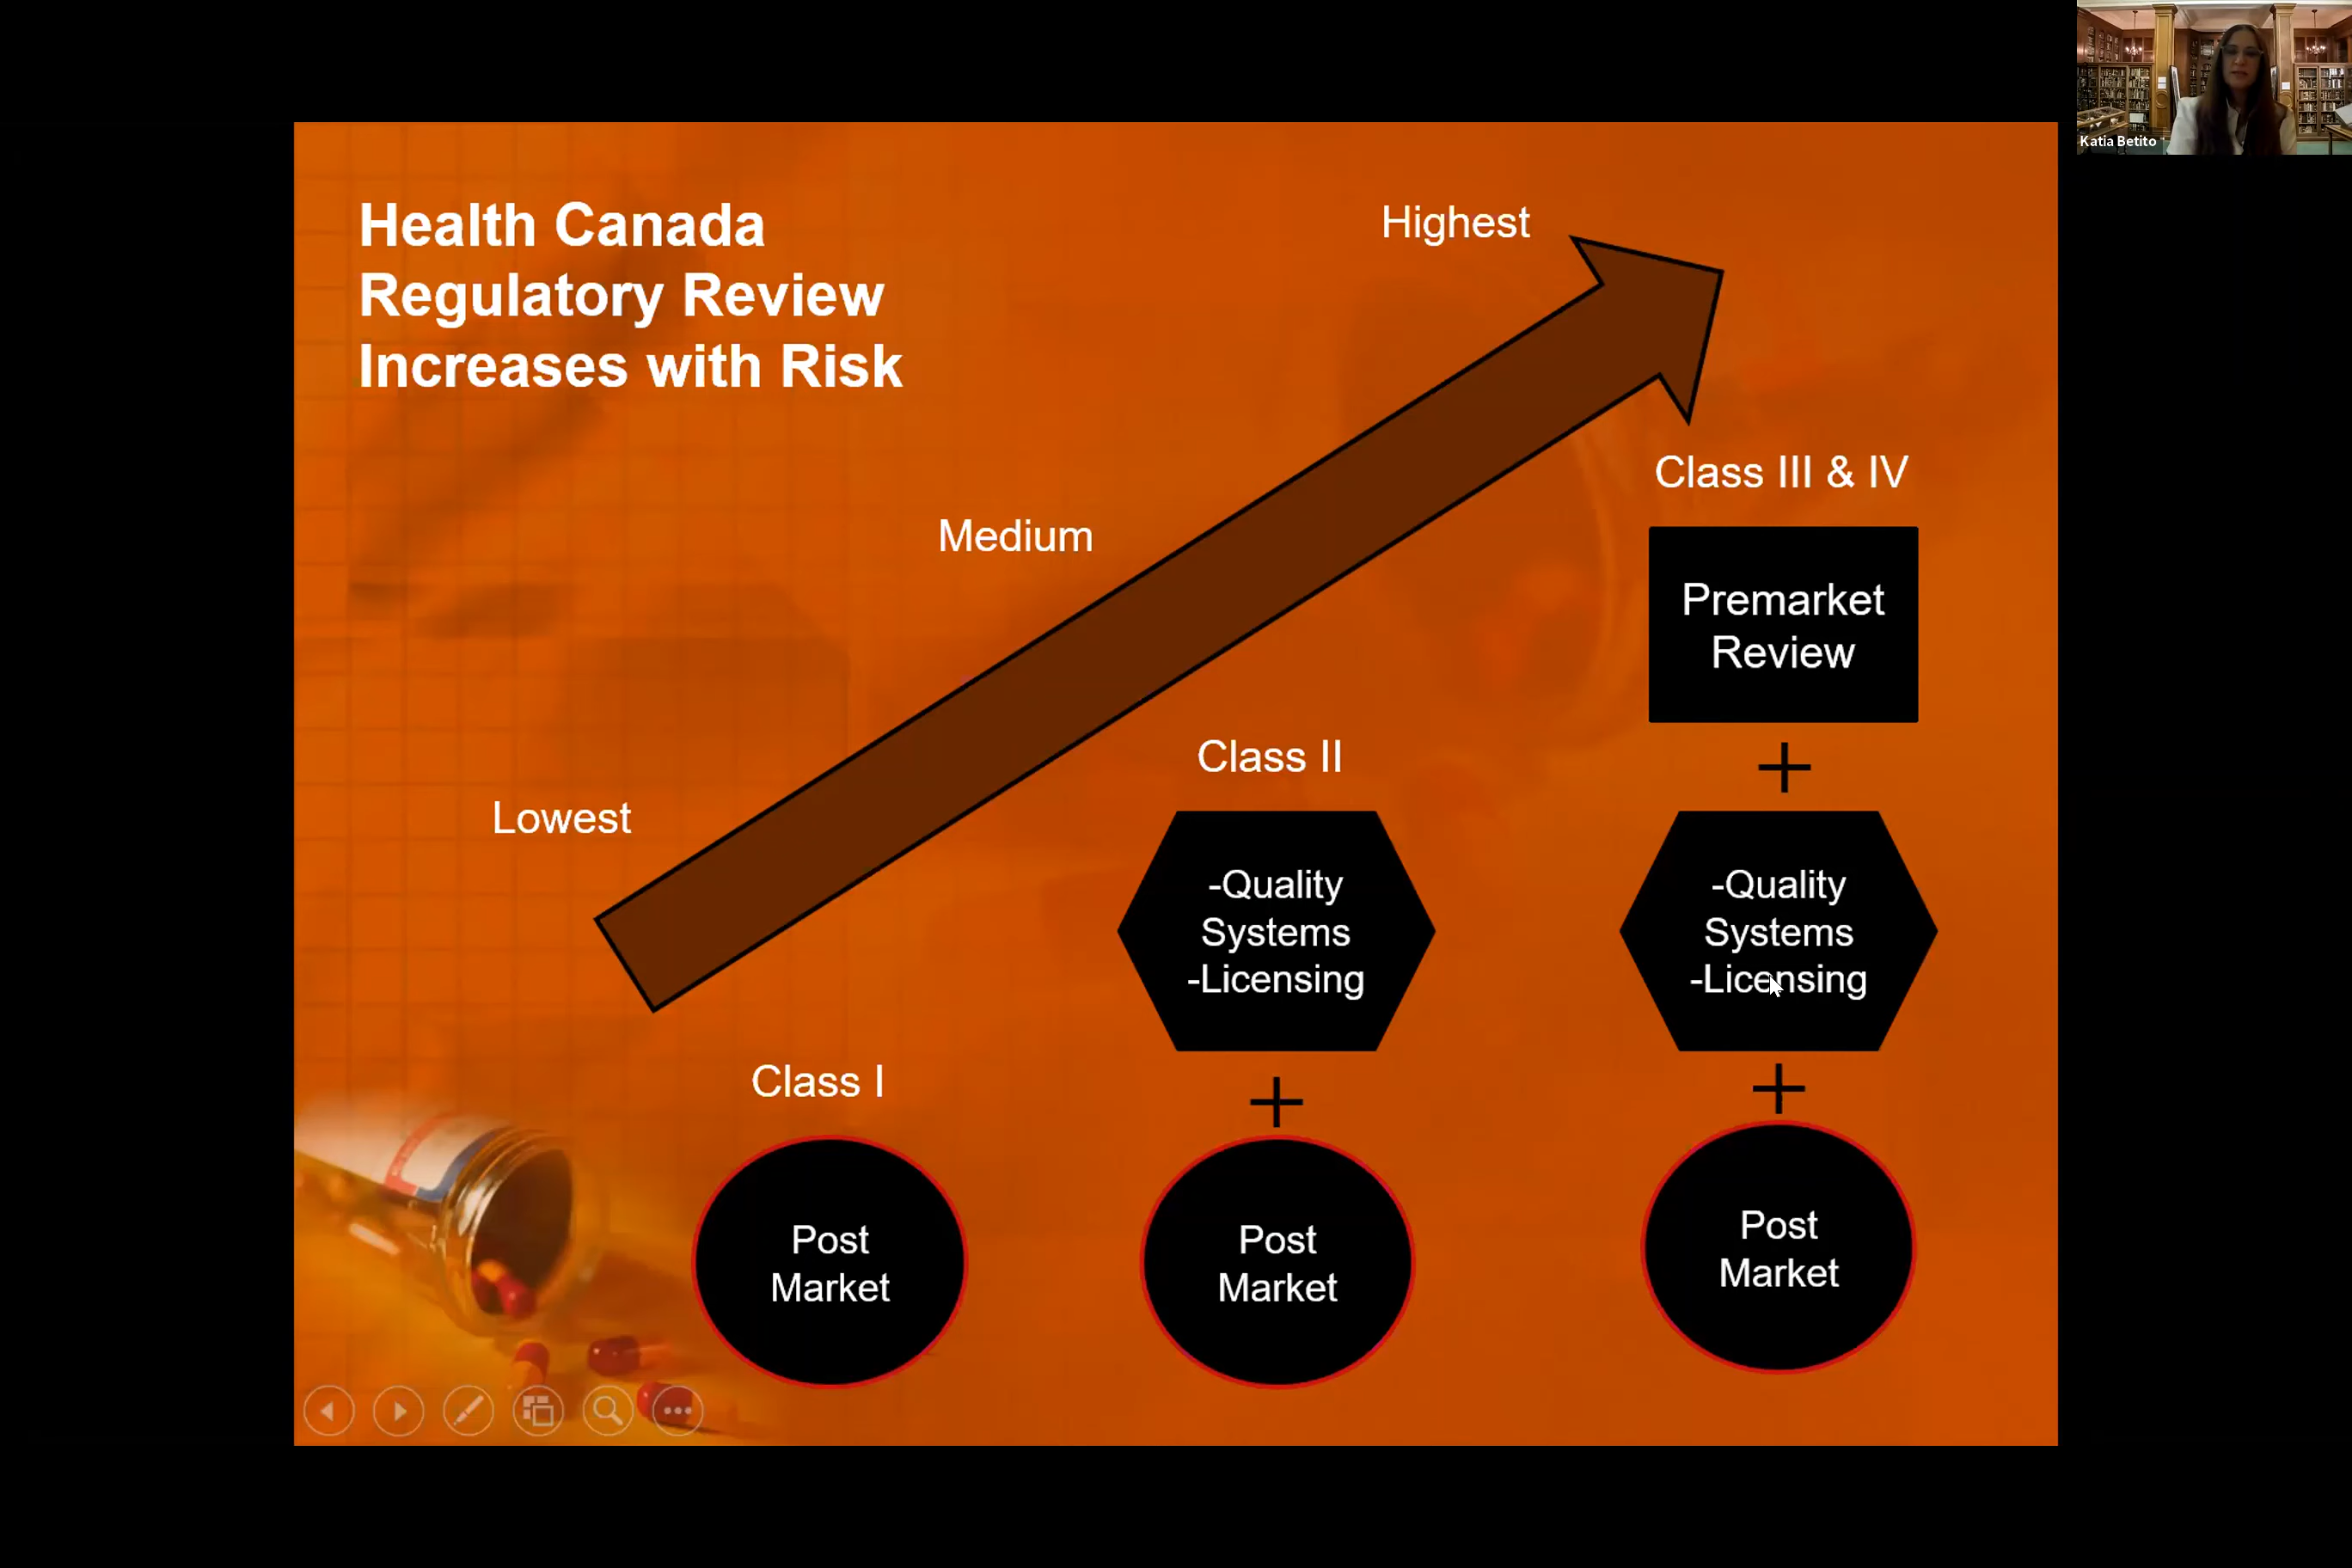 Katia Betito
Health Canada
Regulatory Review
Increases with Risk
Highest
Medium
Lowest
Class III & IV
Premarket
Review
+
Class II
-Quality
Systems
-Licensing
-Quality
Systems
-Licensing
+
+
Class I
Post
Market
Post
Market
Post
Market